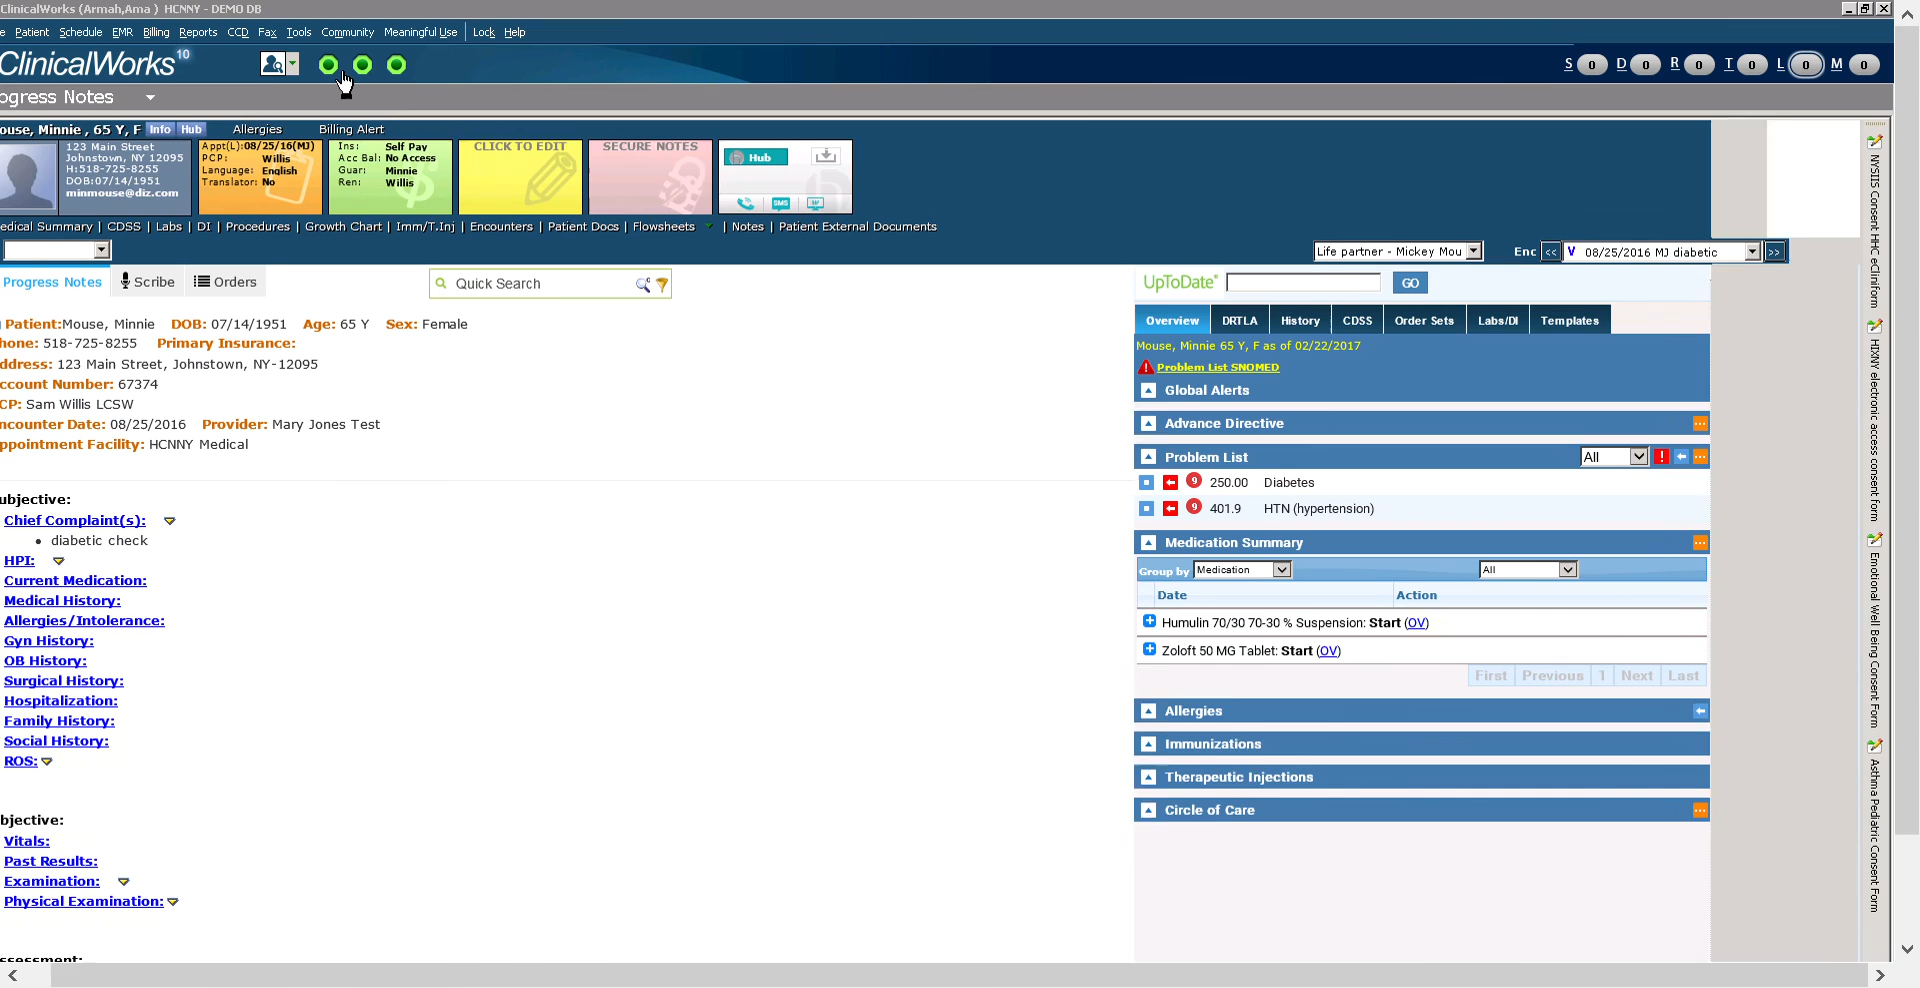 ClinicalWorks (Armah,Ama ) HCNNY - DEMO DB
e Patient Schedule EMR Billing Reports CCD Fax Tools Community Meaningful Use Lock Help
ClinicalWorks 10
S 0 D 0 R 0 T 0 L 0 M 0
ogress Notes
ouse, Minnie , 65 Y, F Info Hub Allergies Billing Alert
123 Main Street
Johnstown, NY 12095
H:518-725-8255
DOB:07/14/1951
minmouse@diz.com
Appt(L):08/25/16(MJ)
PCP: Willis
Language: English
Translator: No
Ins: Self Pay
Acc Bal: No Access
Guar: Minnie
Ren: Willis
CLICK TO EDIT
SECURE NOTES
Hub
SMS
edical Summary | CDSS | Labs | DI | Procedures | Growth Chart | Imm/T.Inj | Encounters | Patient Docs | Flowsheets | Notes | Patient External Documents
Life partner - Mickey Mou Enc << V 08/25/2016 MJ diabetic >>
Progress Notes Scribe Orders
Quick Search
Patient:Mouse, Minnie DOB: 07/14/1951 Age: 65 Y Sex: Female
hone: 518-725-8255 Primary Insurance:
ddress: 123 Main Street, Johnstown, NY-12095
ccount Number: 67374
CP: Sam Willis LCSW
ncounter Date: 08/25/2016 Provider: Mary Jones Test
ppointment Facility: HCNNY Medical
ubjective:
Chief Complaint(s):
• diabetic check
HPI:
Current Medication:
Medical History:
Allergies/Intolerance:
Gyn History:
OB History:
Surgical History:
Hospitalization:
Family History:
Social History:
ROS:
bjective:
Vitals:
Past Results:
Examination:
Physical Examination:
ssessment:
UpToDate® GO
Overview DRTLA History CDSS Order Sets Labs/DI Templates
Mouse, Minnie 65 Y, F as of 02/22/2017
Problem List SNOMED
Global Alerts
Advance Directive
Problem List All
9 250.00 Diabetes
9 401.9 HTN (hypertension)
Medication Summary
Group by Medication All
Date Action
Humulin 70/30 70-30 % Suspension: Start (OV)
Zoloft 50 MG Tablet: Start (OV)
First Previous 1 Next Last
Allergies
Immunizations
Therapeutic Injections
Circle of Care
NYSIIS Consent HHC eCliniform
HIXNY electronic access consent form
Emotional Well Being Consent Form
Asthma Pediatric Consent Form